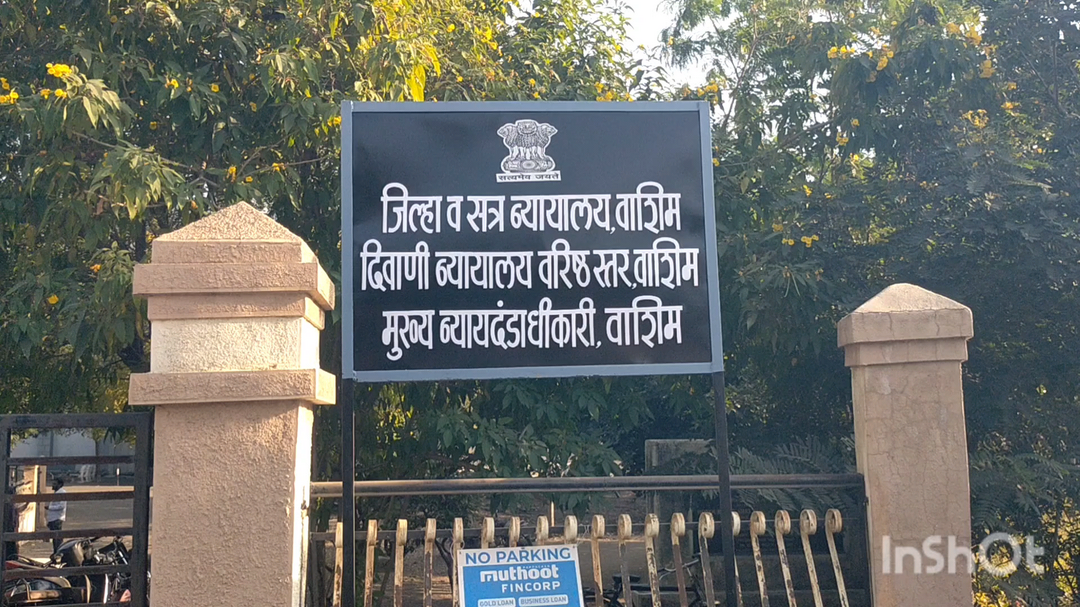 सत्यमेव जयते
जिल्हा व सत्र न्यायालय,वाशिम
दिवाणी न्यायालय वरिष्ठ स्तर,वाशिम
मुख्य न्यायदंडाधीकारी, वाशिम
NO PARKING
muthoot
FINCORP
GOLD LOAN BUSINESS LOAN
InShOt